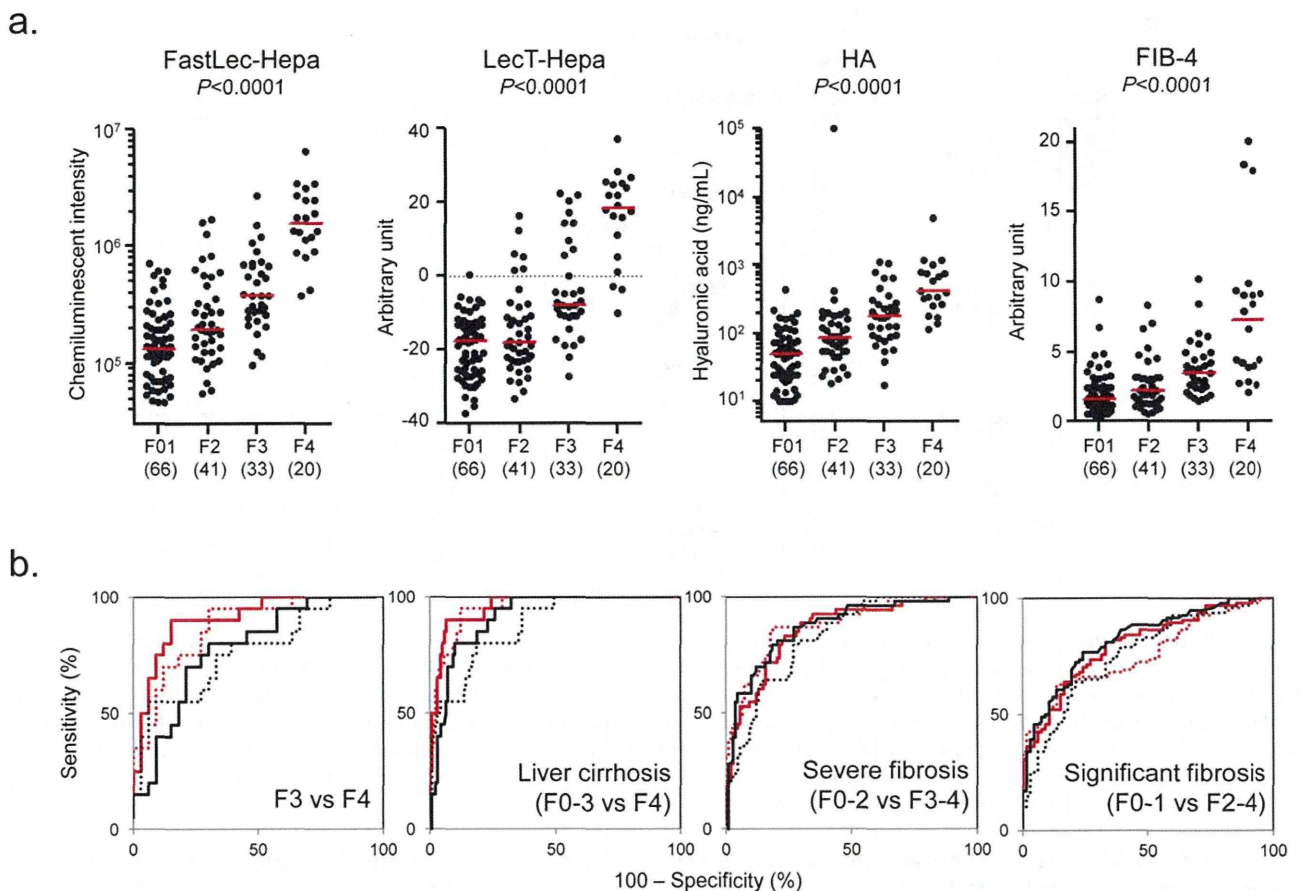 a.
FastLec-Hepa
P<0.0001
Chemiluminescent intensity
10⁷
10⁶
10⁵
F01 F2 F3 F4
(66) (41) (33) (20)
LecT-Hepa
P<0.0001
Arbitrary unit
40
20
0
-20
-40
F01 F2 F3 F4
(66) (41) (33) (20)
HA
P<0.0001
Hyaluronic acid (ng/mL)
10⁵
10⁴
10³
10²
10¹
F01 F2 F3 F4
(66) (41) (33) (20)
FIB-4
P<0.0001
Arbitrary unit
20
15
10
5
0
F01 F2 F3 F4
(66) (41) (33) (20)
b.
Sensitivity (%)
100
50
0
F3 vs F4
0 50 100
100
50
0
Liver cirrhosis
(F0-3 vs F4)
0 50 100
100
50
0
Severe fibrosis
(F0-2 vs F3-4)
0 50 100
100
50
0
Significant fibrosis
(F0-1 vs F2-4)
0 50 100
100 – Specificity (%)